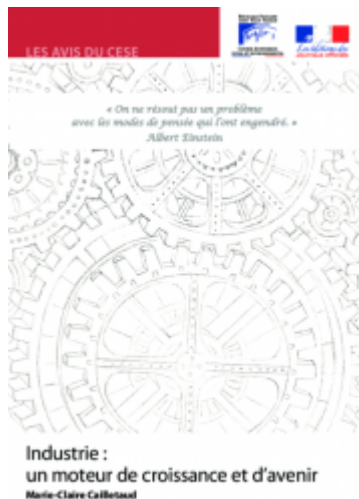 LES AVIS DU CESE
« On ne résout pas un problème
avec les modes de pensée qui l'ont engendré. »
Albert Einstein
Industrie :
un moteur de croissance et d'avenir
Marie-Claire Cailletaud